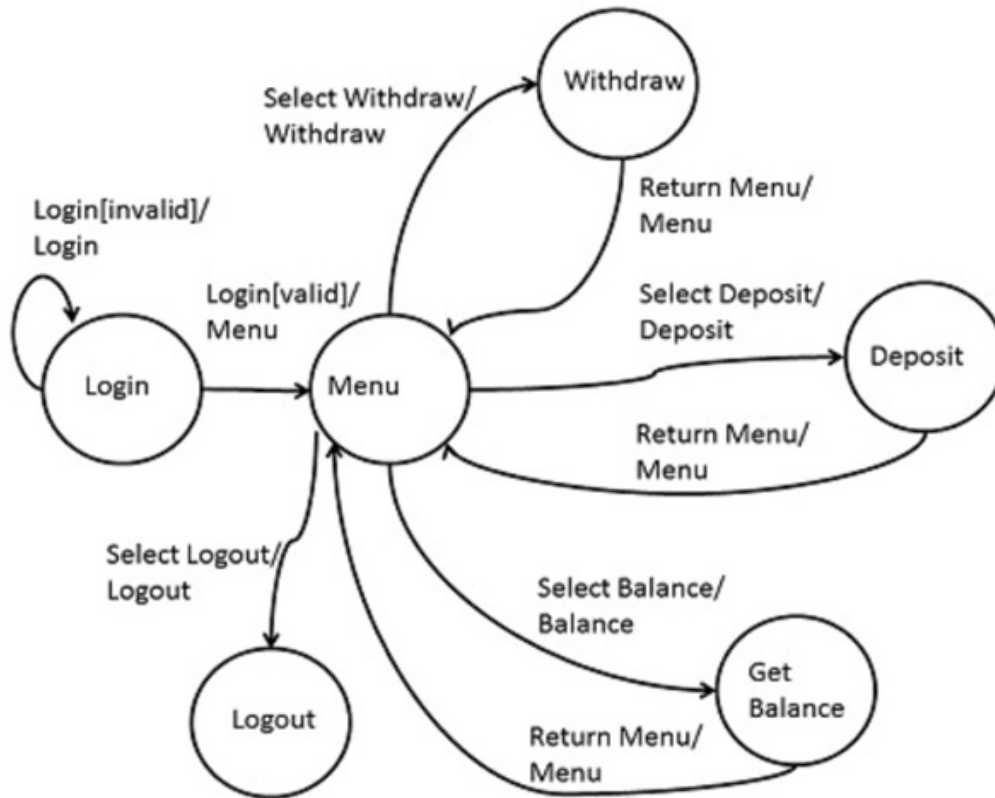 Withdraw
Select Withdraw/
Withdraw
Return Menu/
Menu
Login[invalid]/
Login
Login[valid]/
Menu
Select Deposit/
Deposit
Login
Menu
Deposit
Return Menu/
Menu
Select Logout/
Logout
Select Balance/
Balance
Get
Balance
Logout
Return Menu/
Menu